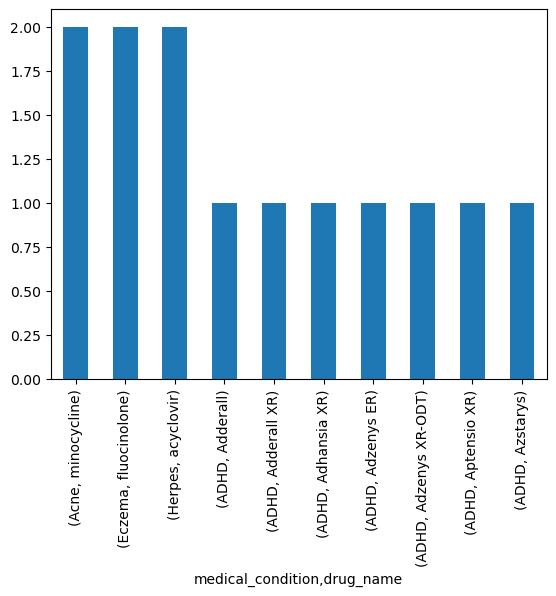 2.00
1.75
1.50
1.25
1.00
0.75
0.50
0.25
0.00
(Acne, minocycline)
(Eczema, fluocinolone)
(Herpes, acyclovir)
(ADHD, Adderall)
(ADHD, Adderall XR)
(ADHD, Adhansia XR)
(ADHD, Adzenys ER)
(ADHD, Adzenys XR-ODT)
(ADHD, Aptensio XR)
(ADHD, Azstarys)
medical_condition,drug_name